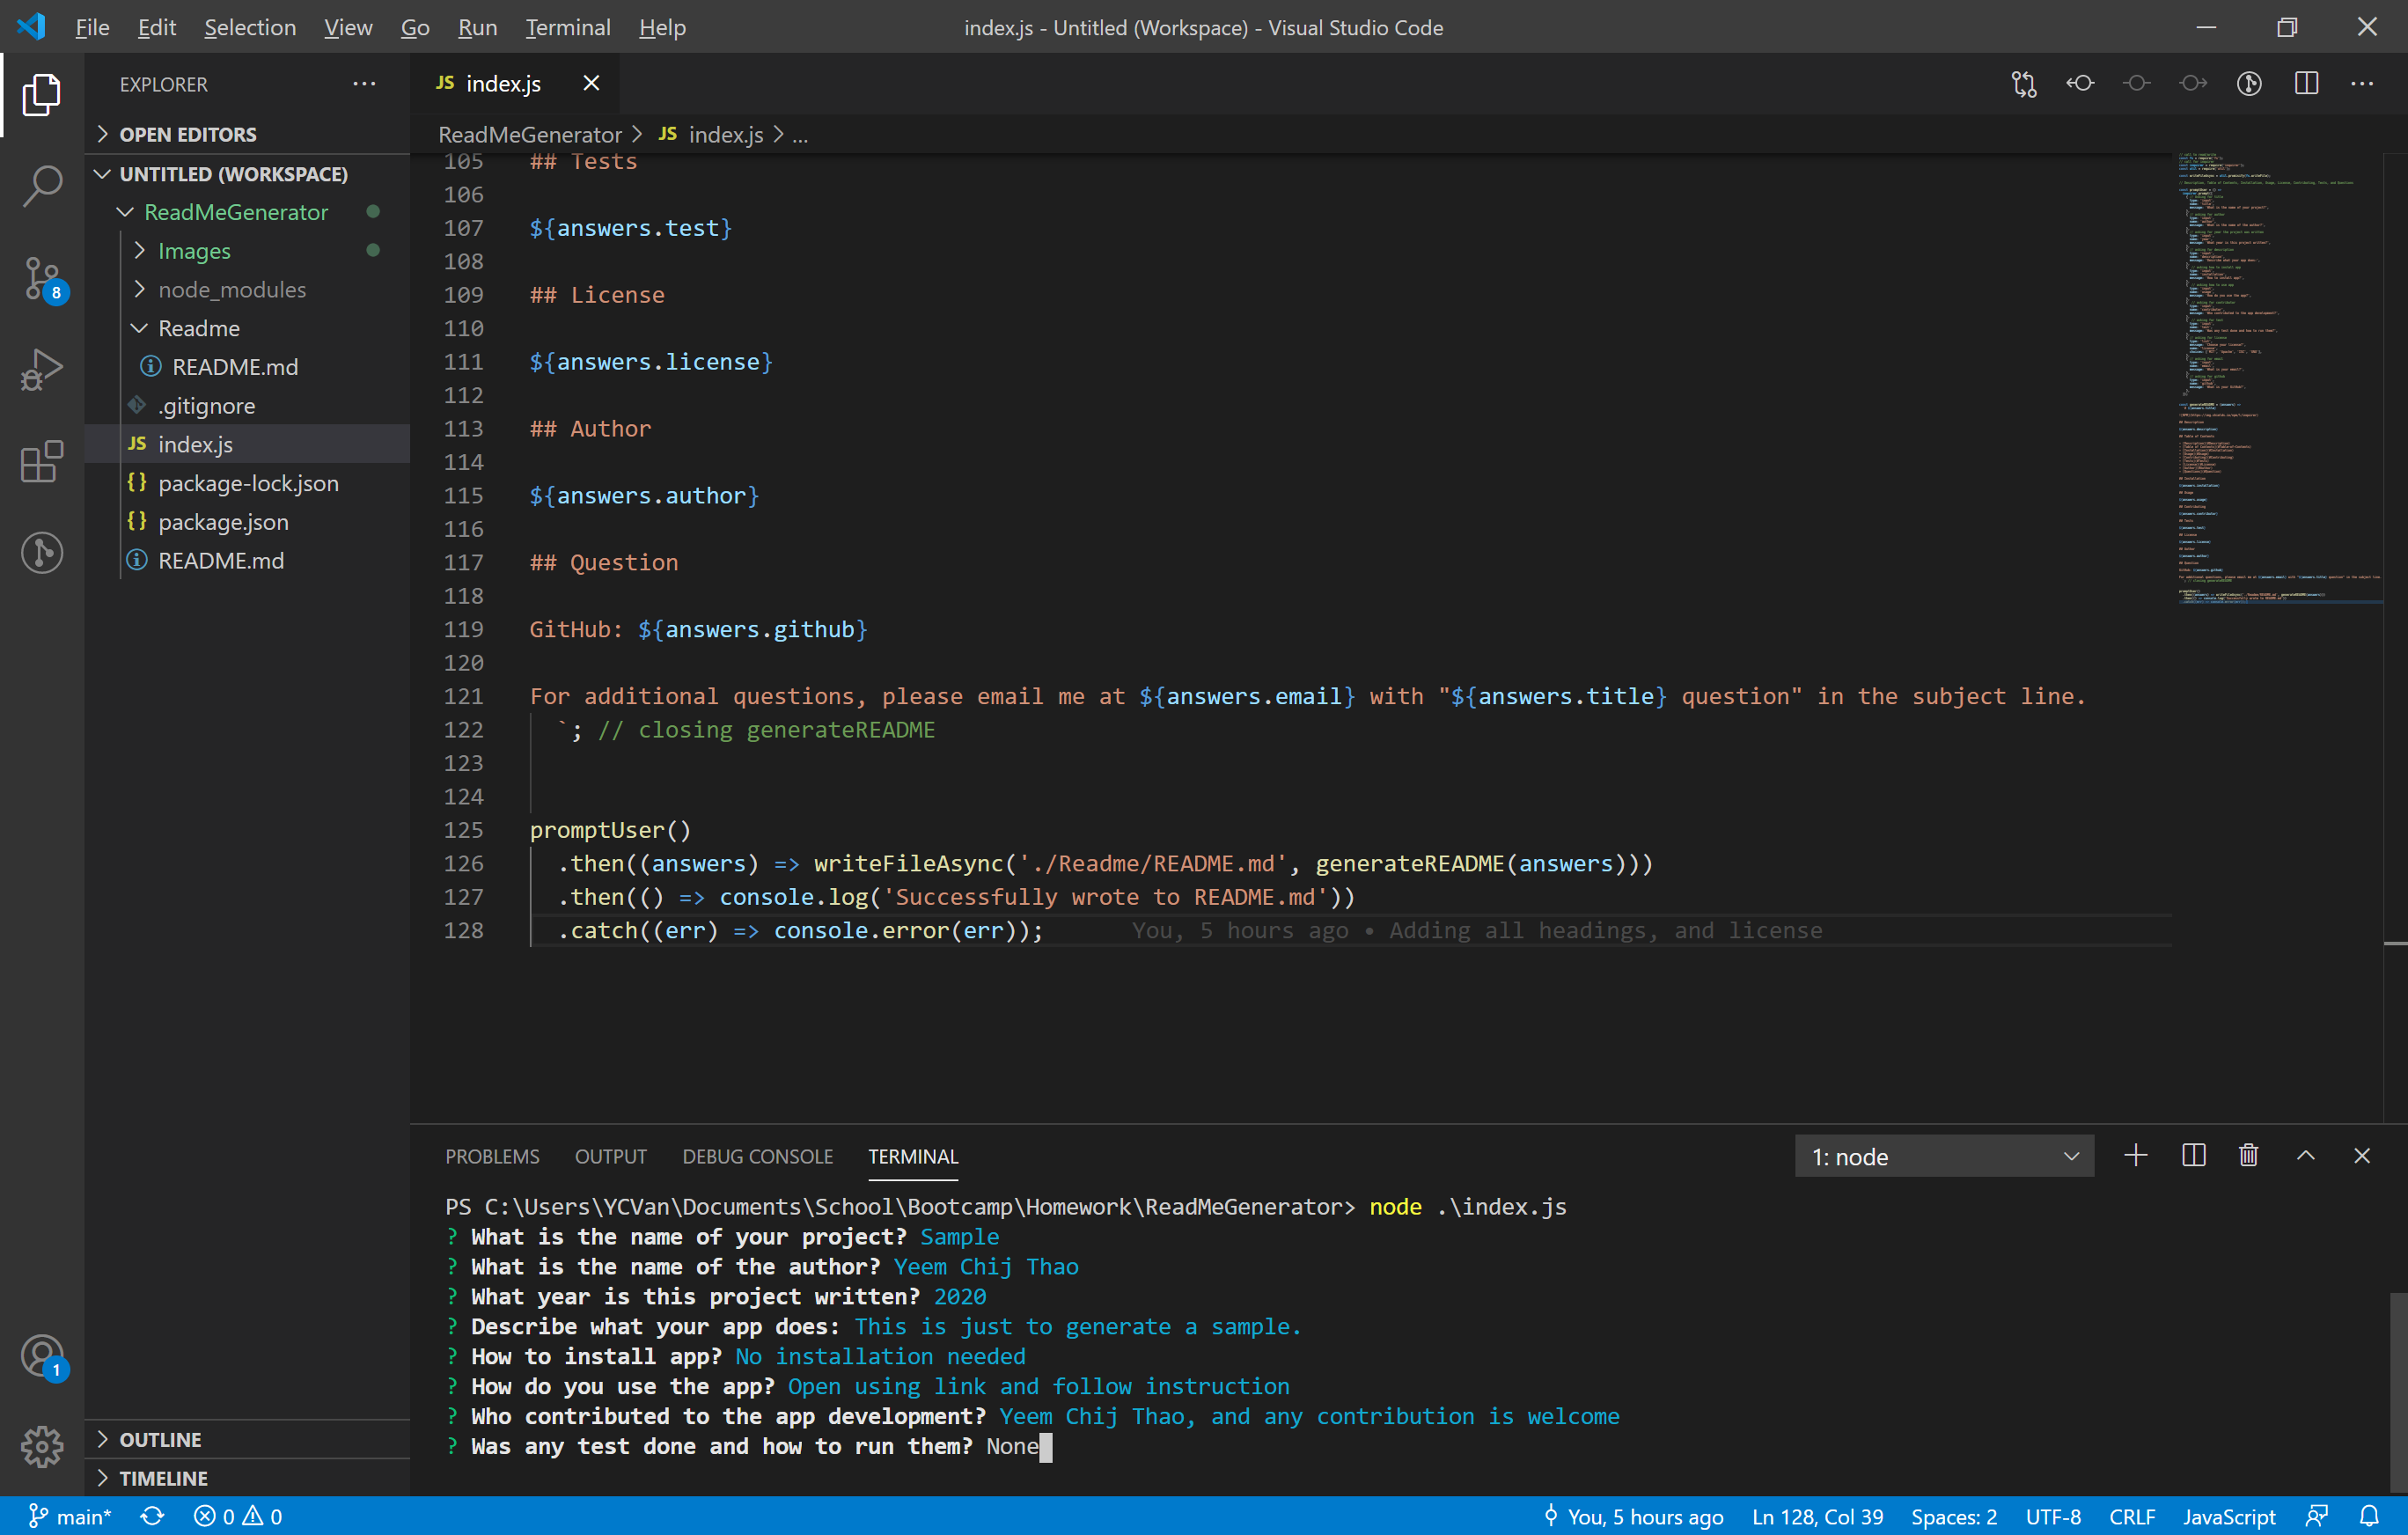 File Edit Selection View Go Run Terminal Help index.js - Untitled (Workspace) - Visual Studio Code
EXPLORER ...
OPEN EDITORS
UNTITLED (WORKSPACE)
ReadMeGenerator
Images
node_modules
Readme
README.md
.gitignore
JS index.js
{} package-lock.json
{} package.json
README.md
8
1
OUTLINE
TIMELINE
JS index.js
ReadMeGenerator > JS index.js > ...
105 ## Tests
106
107 ${answers.test}
108
109 ## License
110
111 ${answers.license}
112
113 ## Author
114
115 ${answers.author}
116
117 ## Question
118
119 GitHub: ${answers.github}
120
121 For additional questions, please email me at ${answers.email} with "${answers.title} question" in the subject line.
122 `; // closing generateREADME
123
124
125 promptUser()
126 .then((answers) => writeFileAsync('./Readme/README.md', generateREADME(answers)))
127 .then(() => console.log('Successfully wrote to README.md'))
128 .catch((err) => console.error(err)); You, 5 hours ago • Adding all headings, and license
PROBLEMS OUTPUT DEBUG CONSOLE TERMINAL 1: node
PS C:\Users\YCVan\Documents\School\Bootcamp\Homework\ReadMeGenerator> node .\index.js
? What is the name of your project? Sample
? What is the name of the author? Yeem Chij Thao
? What year is this project written? 2020
? Describe what your app does: This is just to generate a sample.
? How to install app? No installation needed
? How do you use the app? Open using link and follow instruction
? Who contributed to the app development? Yeem Chij Thao, and any contribution is welcome
? Was any test done and how to run them? None
main* 0 0 You, 5 hours ago Ln 128, Col 39 Spaces: 2 UTF-8 CRLF JavaScript